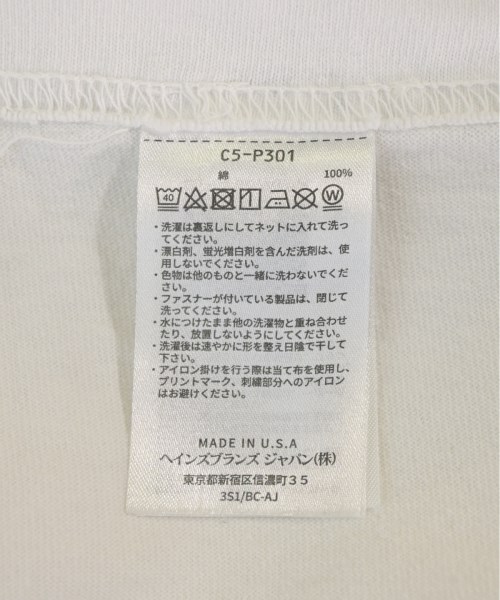 C5-P301
綿 100%
40
・洗濯は裏返しにしてネットに入れて洗っ
てください。
・漂白剤、蛍光増白剤を含んだ洗剤は、使
用しないでください。
・色物は他のものと一緒に洗わないでくだ
さい。
・ファスナーが付いている製品は、閉じて
洗ってください。
・水につけたまま他の洗濯物と重ね合わせ
たり、放置しないようにしてください。
・洗濯後は速やかに形を整え日陰で干して
下さい。
・アイロン掛けを行う際は当て布を使用し、
プリントマーク、刺繍部分へのアイロン
はお避けください。
MADE IN U.S.A
ヘインズブランズ ジャパン(株)
東京都新宿区信濃町35
3S1/BC-AJ